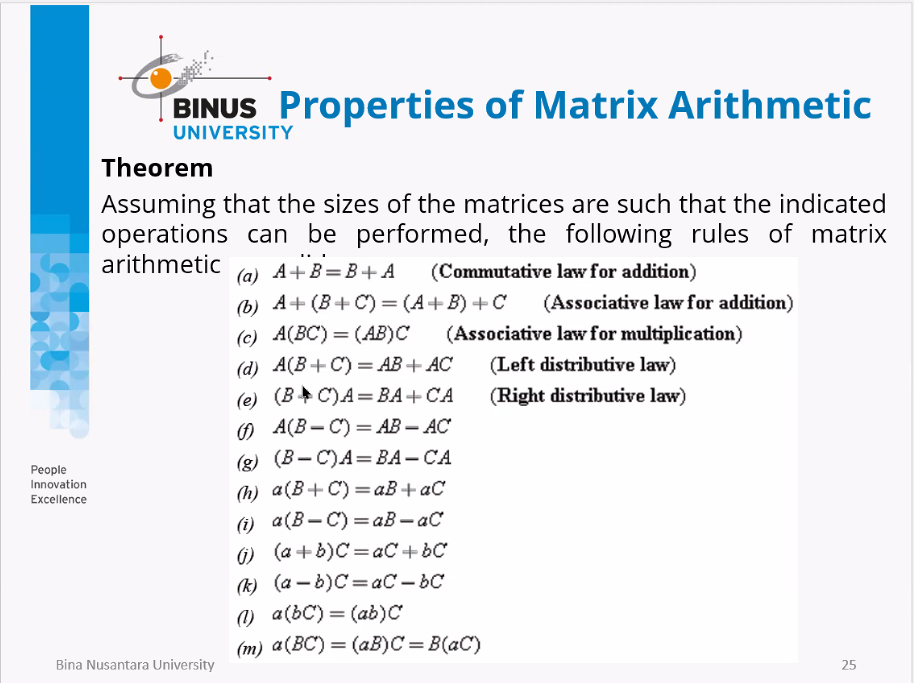 BINUS
UNIVERSITY
Properties of Matrix Arithmetic
Theorem
Assuming that the sizes of the matrices are such that the indicated
operations can be performed, the following rules of matrix
arithmetic
(a) A + B = B + A (Commutative law for addition)
(b) A + (B + C) = (A + B) + C (Associative law for addition)
(c) A(BC) = (AB)C (Associative law for multiplication)
(d) A(B + C) = AB + AC (Left distributive law)
(e) (B + C)A = BA + CA (Right distributive law)
(f) A(B − C) = AB − AC
(g) (B − C)A = BA − CA
(h) a(B + C) = aB + aC
(i) a(B − C) = aB − aC
(j) (a + b)C = aC + bC
(k) (a − b)C = aC − bC
(l) a(bC) = (ab)C
(m) a(BC) = (aB)C = B(aC)
People
Innovation
Excellence
Bina Nusantara University
25